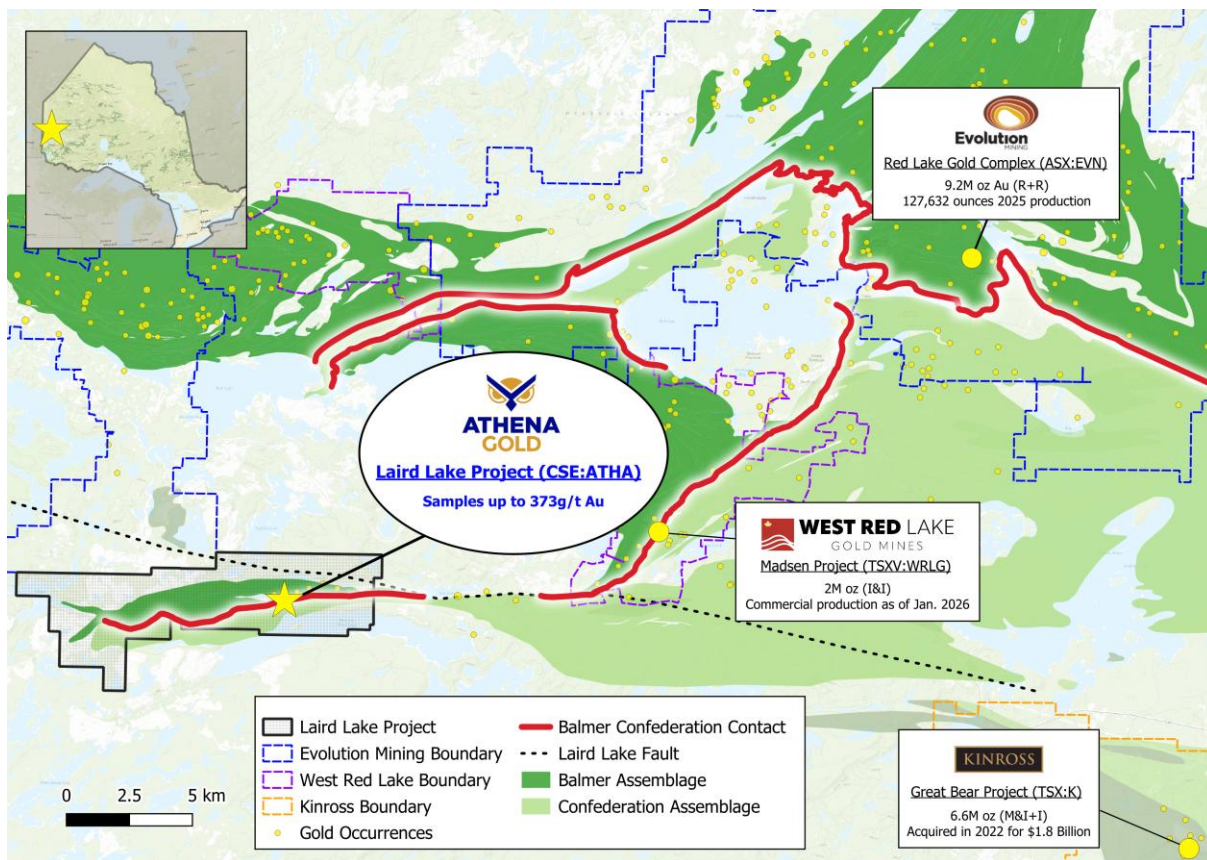 Evolution
MINING
Red Lake Gold Complex (ASX:EVN)
9.2M oz Au (R+R)
127,632 ounces 2025 production
ATHENA
GOLD
Laird Lake Project (CSE:ATHA)
Samples up to 373g/t Au
WEST RED LAKE
GOLD MINES
Madsen Project (TSXV:WRLG)
2M oz (I&I)
Commercial production as of Jan. 2026
KINROSS
Great Bear Project (TSX:K)
6.6M oz (M&I+I)
Acquired in 2022 for $1.8 Billion
Laird Lake Project
Evolution Mining Boundary
West Red Lake Boundary
Kinross Boundary
Gold Occurrences
Balmer Confederation Contact
Laird Lake Fault
Balmer Assemblage
Confederation Assemblage
0 2.5 5 km